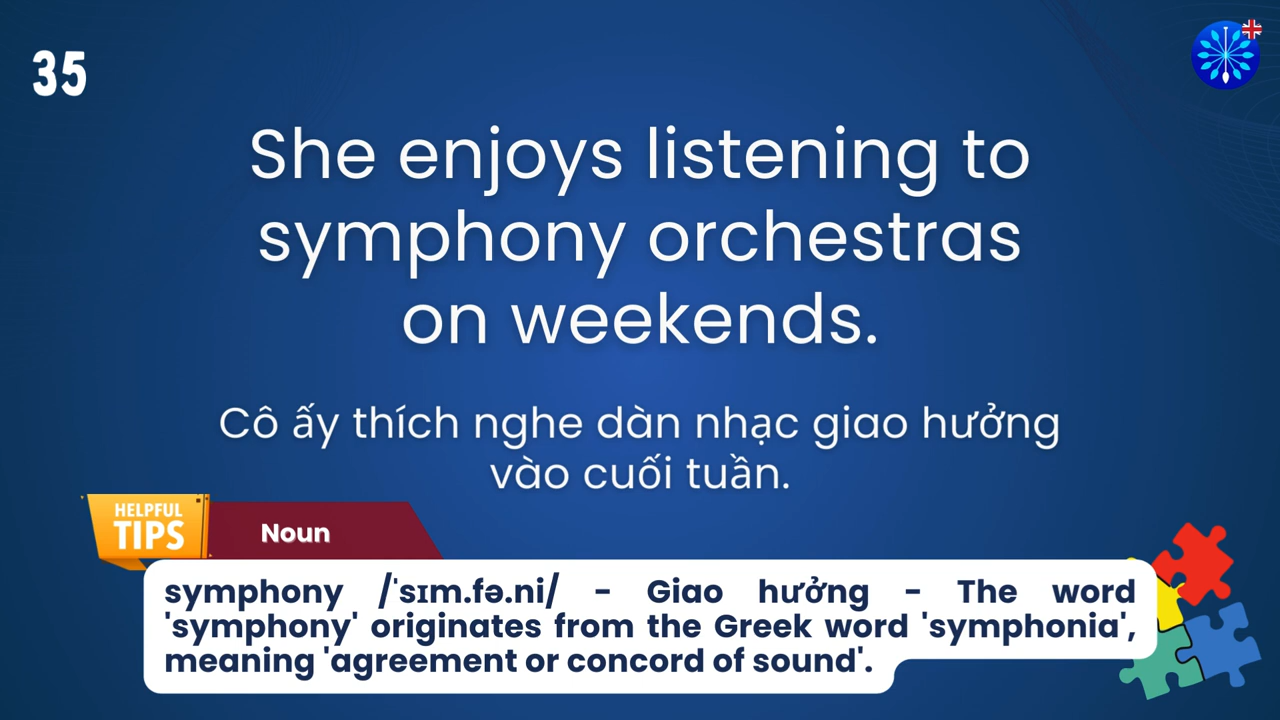 35
She enjoys listening to
symphony orchestras
on weekends.
Cô ấy thích nghe dàn nhạc giao hưởng
vào cuối tuần.
HELPFUL
TIPS
Noun
symphony /ˈsɪm.fə.ni/ - Giao hưởng - The word
'symphony' originates from the Greek word 'symphonia',
meaning 'agreement or concord of sound'.